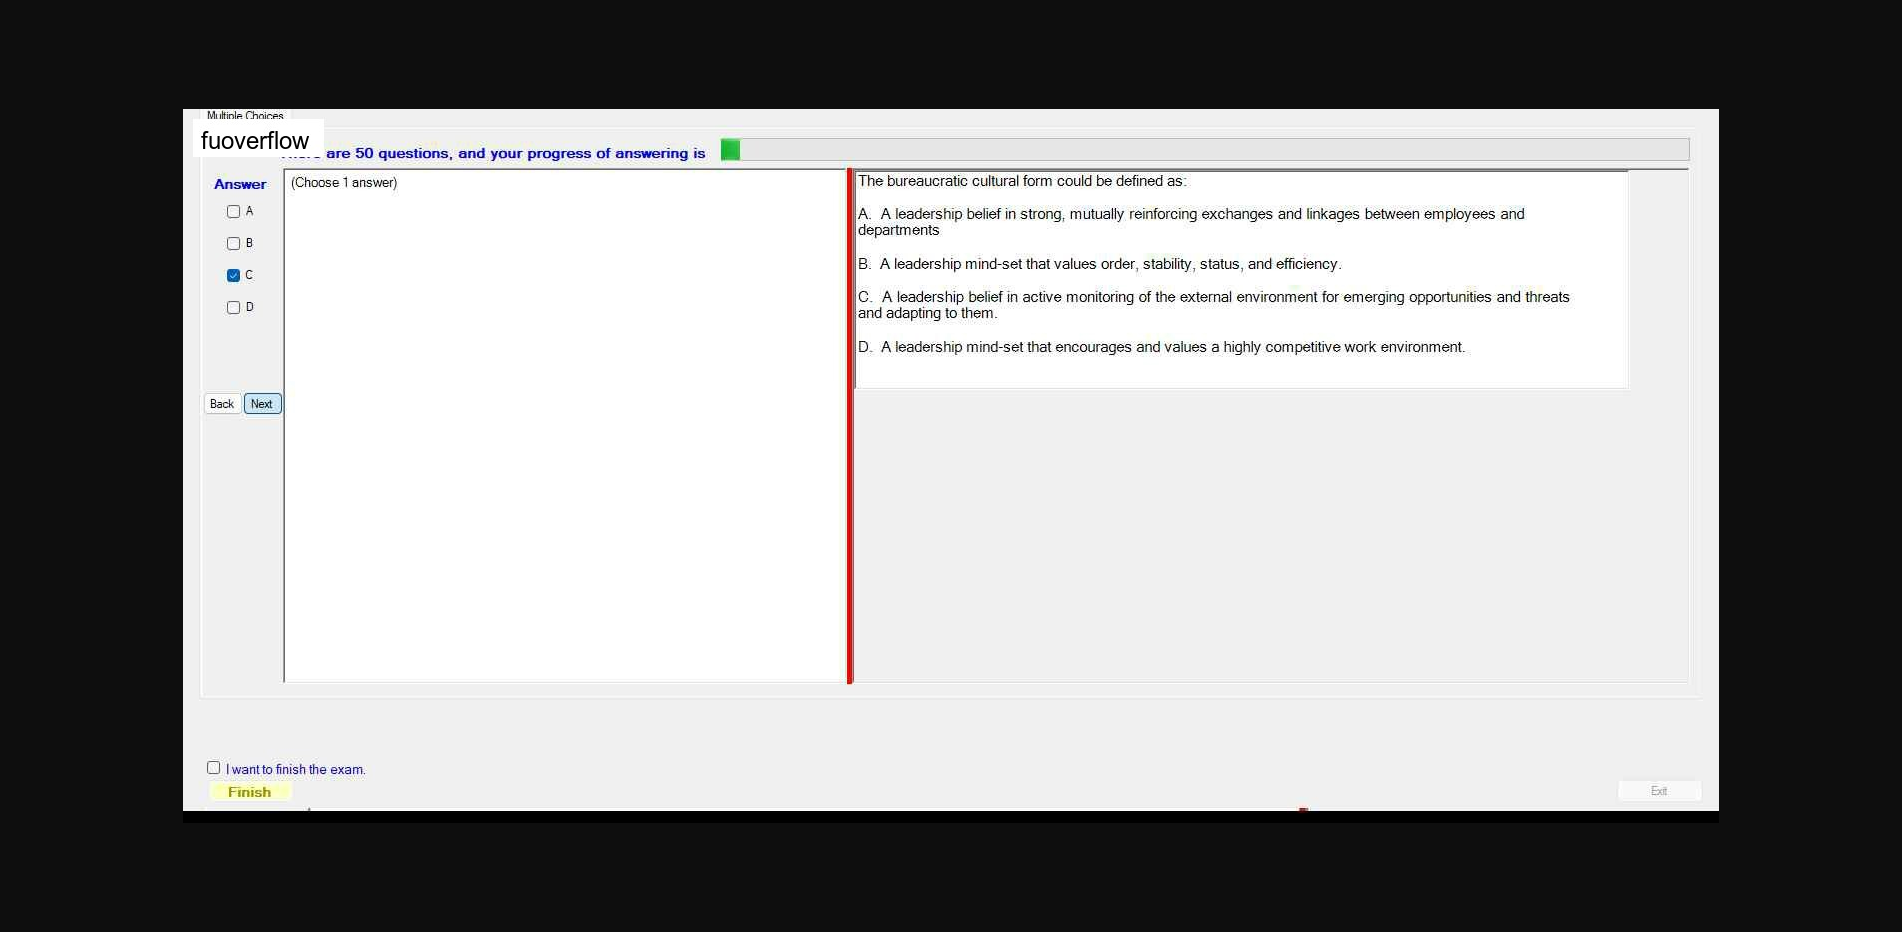 Multiple Choices
fuoverflow
are 50 questions, and your progress of answering is
Answer
(Choose 1 answer)
A
B
C
D
Back Next
The bureaucratic cultural form could be defined as:
A. A leadership belief in strong, mutually reinforcing exchanges and linkages between employees and
departments
B. A leadership mind-set that values order, stability, status, and efficiency.
C. A leadership belief in active monitoring of the external environment for emerging opportunities and threats
and adapting to them.
D. A leadership mind-set that encourages and values a highly competitive work environment.
I want to finish the exam.
Finish
Exit